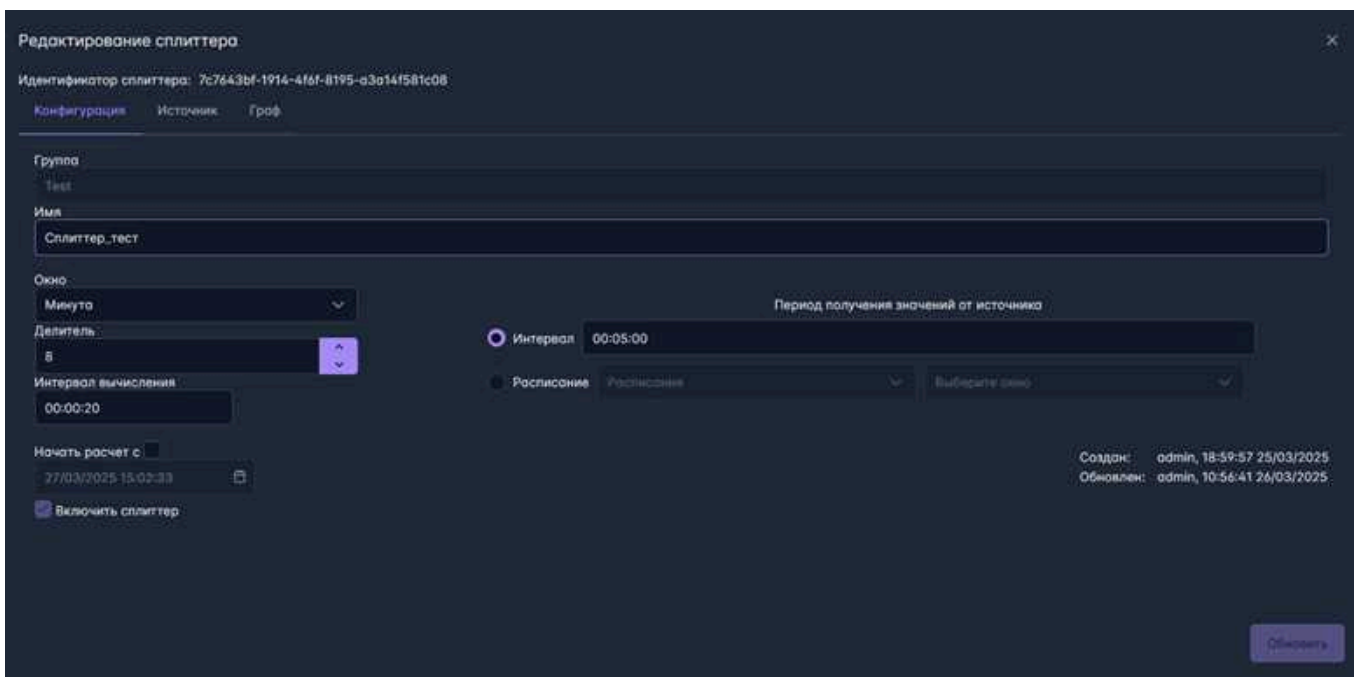 Редактирование сплиттера
Идентификатор сплиттера: 7c7643bf-1914-4f6f-8195-a3a14f581c08
Конфигурация Источник Граф
Группа
Test
Имя
Сплиттер_тест
Окно
Минута
Период получения значений от источника
Делитель
8
Интервал 00:05:00
Интервал вычисления
Расписание Расписание Выберите окно
00:00:20
Начать расчет с
27/03/2025 15:02:33
Создан: admin, 18:59:57 25/03/2025
Обновлен: admin, 10:56:41 26/03/2025
Включить сплиттер
Обновить